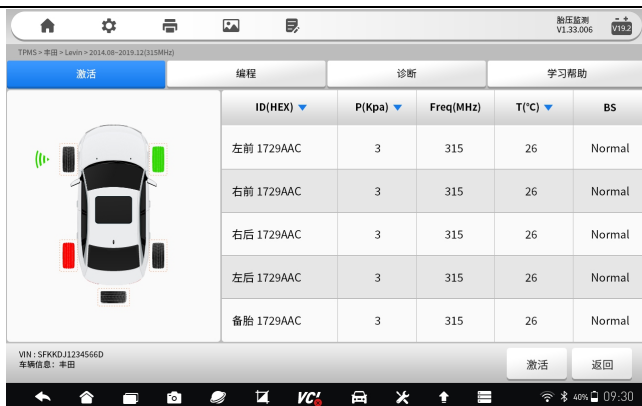 胎压监测
V1.33.006
V19.2
TPMS > 丰田 > Levin > 2014.08-2019.12(315MHz)
激活 编程 诊断 学习帮助
ID(HEX) P(Kpa) Freq(MHz) T(°C) BS
左前 1729AAC 3 315 26 Normal
右前 1729AAC 3 315 26 Normal
右后 1729AAC 3 315 26 Normal
左后 1729AAC 3 315 26 Normal
备胎 1729AAC 3 315 26 Normal
VIN : SFKKDJ1234566D
车辆信息: 丰田
激活 返回
VC 40% 09:30